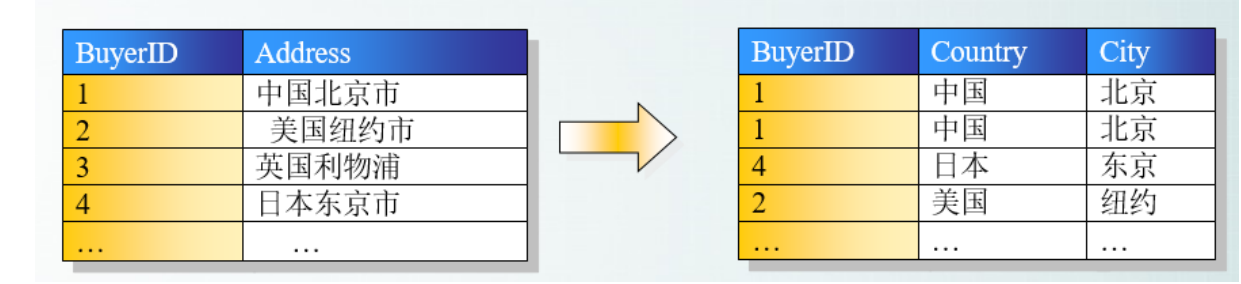 BuyerID Address
1 中国北京市
2 美国纽约市
3 英国利物浦
4 日本东京市
… …
BuyerID Country City
1 中国 北京
1 中国 北京
4 日本 东京
2 美国 纽约
… … …